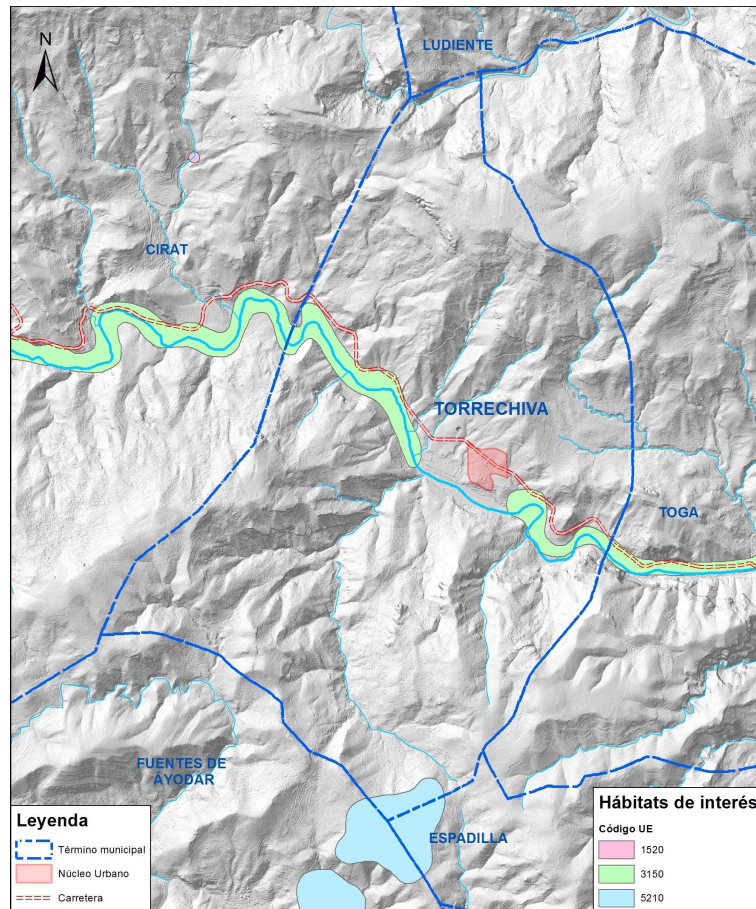 N
LUDIENTE
CIRAT
TORRECHIVA
TOGA
FUENTES DE
ÁYODAR
ESPADILLA
Leyenda
Término municipal
Núcleo Urbano
Carretera
Hábitats de interés
Código UE
1520
3150
5210